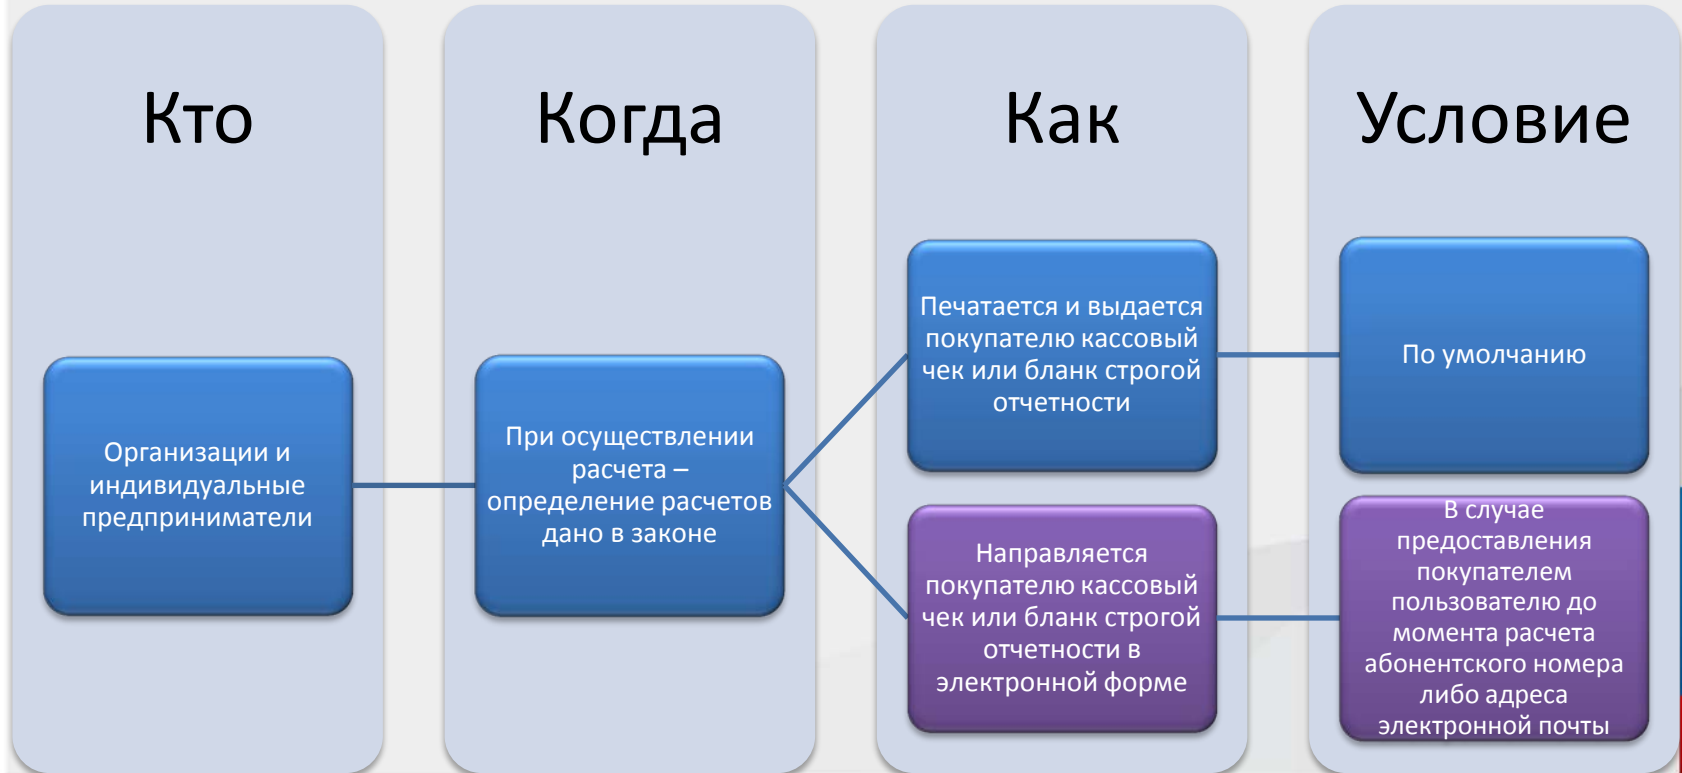 Кто
Когда
Как
Условие
Организации и
индивидуальные
предприниматели
При осуществлении
расчета –
определение расчетов
дано в законе
Печатается и выдается
покупателю кассовый
чек или бланк строгой
отчетности
По умолчанию
Направляется
покупателю кассовый
чек или бланк строгой
отчетности в
электронной форме
В случае
предоставления
покупателем
пользователю до
момента расчета
абонентского номера
либо адреса
электронной почты